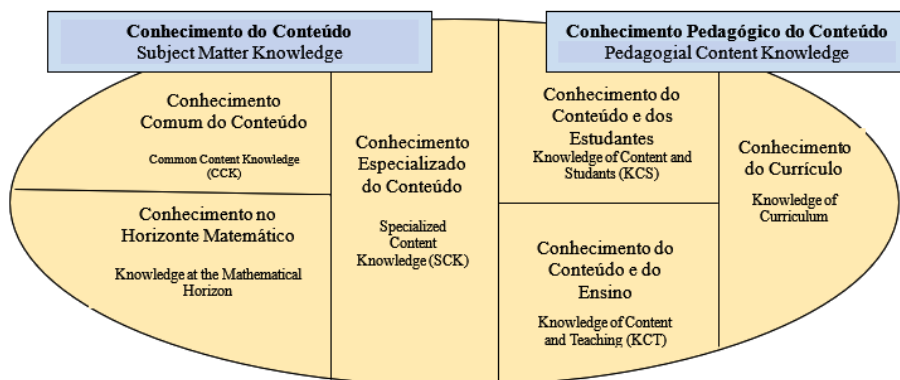 Conhecimento do Conteúdo
Subject Matter Knowledge
Conhecimento Pedagógico do Conteúdo
Pedagogial Content Knowledge
Conhecimento
Comum do Conteúdo
Common Content Knowledge
(CCK)
Conhecimento no
Horizonte Matemático
Knowledge at the Mathematical
Horizon
Conhecimento
Especializado
do Conteúdo
Specialized
Content
Knowledge (SCK)
Conhecimento do
Conteúdo e dos
Estudantes
Knowledge of Content and
Studants (KCS)
Conhecimento do
Conteúdo e do
Ensino
Knowledge of Content
and Teaching (KCT)
Conhecimento
do Currículo
Knowledge of
Curriculum